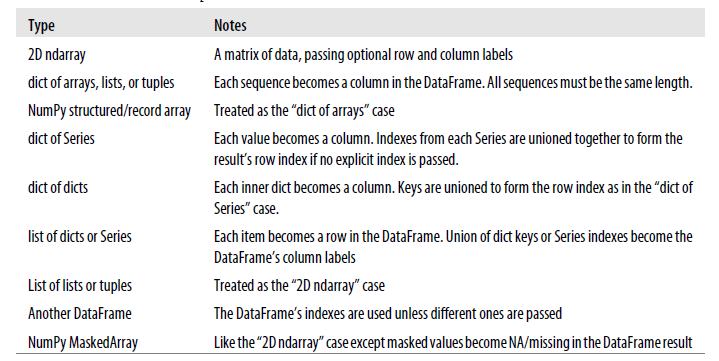 Type Notes
2D ndarray A matrix of data, passing optional row and column labels
dict of arrays, lists, or tuples Each sequence becomes a column in the DataFrame. All sequences must be the same length.
NumPy structured/record array Treated as the “dict of arrays” case
dict of Series Each value becomes a column. Indexes from each Series are unioned together to form the
result’s row index if no explicit index is passed.
dict of dicts Each inner dict becomes a column. Keys are unioned to form the row index as in the “dict of
Series” case.
list of dicts or Series Each item becomes a row in the DataFrame. Union of dict keys or Series indexes become the
DataFrame’s column labels
List of lists or tuples Treated as the “2D ndarray” case
Another DataFrame The DataFrame’s indexes are used unless different ones are passed
NumPy MaskedArray Like the “2D ndarray” case except masked values become NA/missing in the DataFrame result